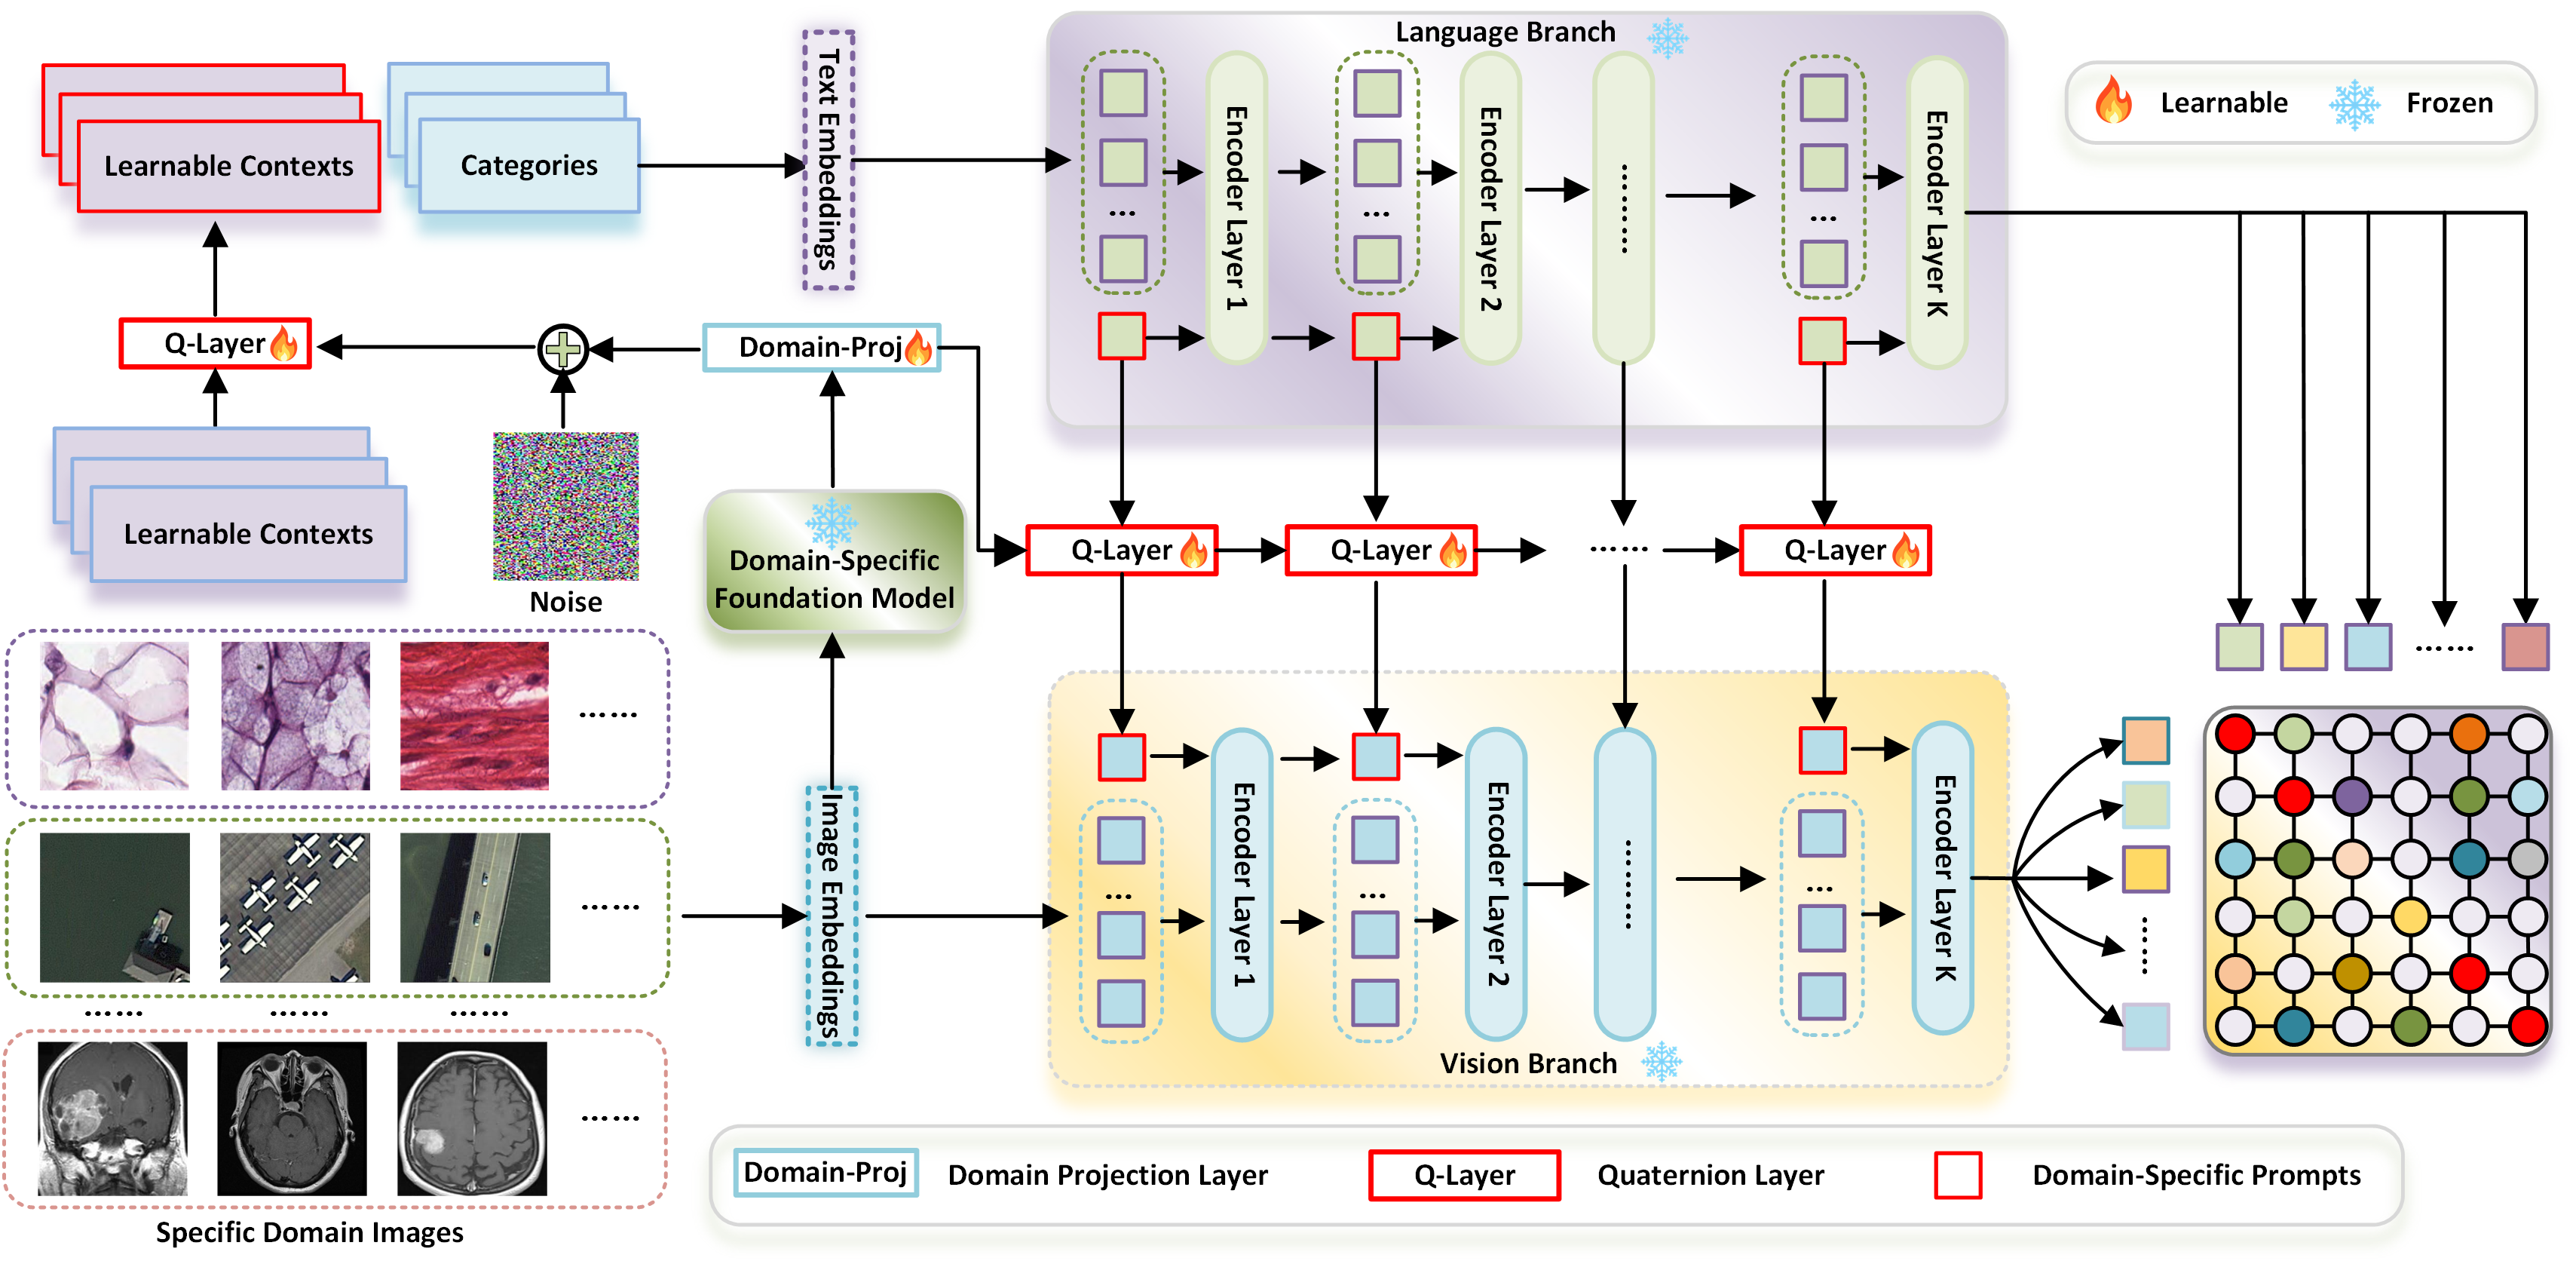 Language Branch
Learnable
Frozen
Learnable Contexts
Categories
Text Embeddings
...
Encoder Layer 1
...
Encoder Layer 2
.........
...
Encoder Layer K
Q-Layer
Domain-Proj
Learnable Contexts
Noise
Domain-Specific
Foundation Model
Q-Layer
Q-Layer
......
Q-Layer
......
......
......
...... ...... ......
......
Specific Domain Images
Image Embeddings
...
Encoder Layer 1
...
Encoder Layer 2
.........
...
Encoder Layer K
Vision Branch
......
Domain-Proj Domain Projection Layer Q-Layer Quaternion Layer Domain-Specific Prompts